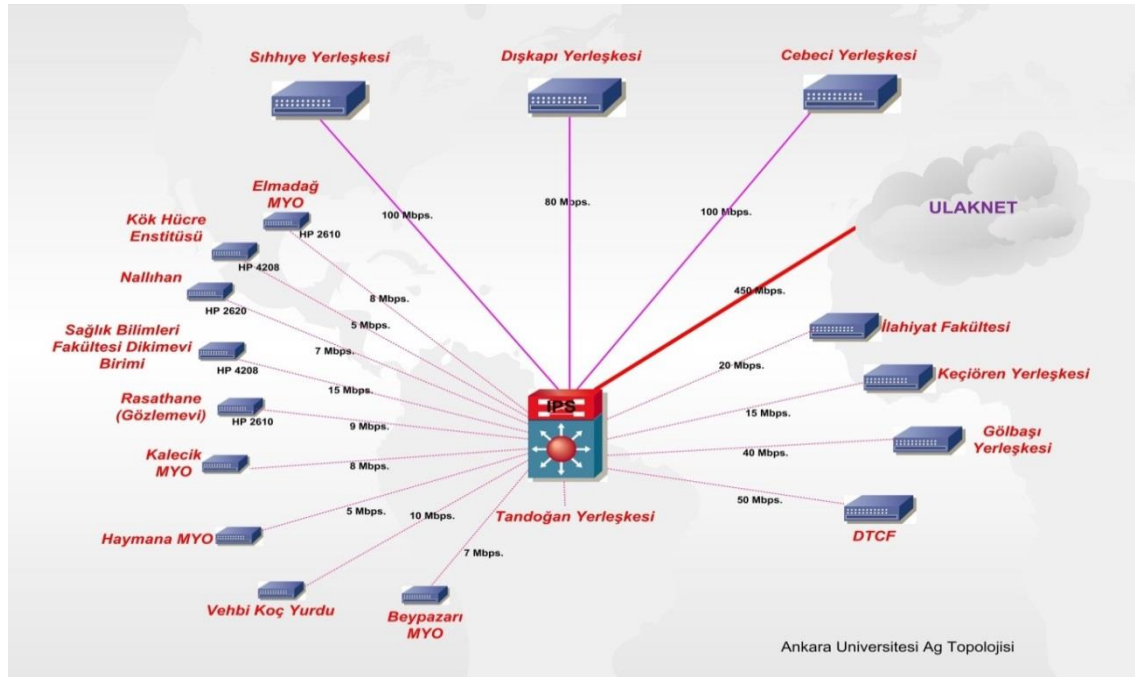 Sıhhıye Yerleşkesi
Dışkapı Yerleşkesi
Cebeci Yerleşkesi
ULAKNET
Elmadağ
MYO
HP 2610
Kök Hücre
Enstitüsü
HP 4208
Nallıhan
HP 2620
Sağlık Bilimleri
Fakültesi Dikimevi
Birimi
HP 4208
Rasathane
(Gözlemevi)
HP 2610
Kalecik
MYO
Haymana MYO
Vehbi Koç Yurdu
Beypazarı
MYO
100 Mbps.
80 Mbps.
100 Mbps.
450 Mbps.
8 Mbps.
5 Mbps.
7 Mbps.
15 Mbps.
9 Mbps.
8 Mbps.
5 Mbps.
10 Mbps.
7 Mbps.
IPS
Tandoğan Yerleşkesi
20 Mbps.
İlahiyat Fakültesi
15 Mbps.
Keçiören Yerleşkesi
40 Mbps.
Gölbaşı
Yerleşkesi
50 Mbps.
DTCF
Ankara Universitesi Ag Topolojisi